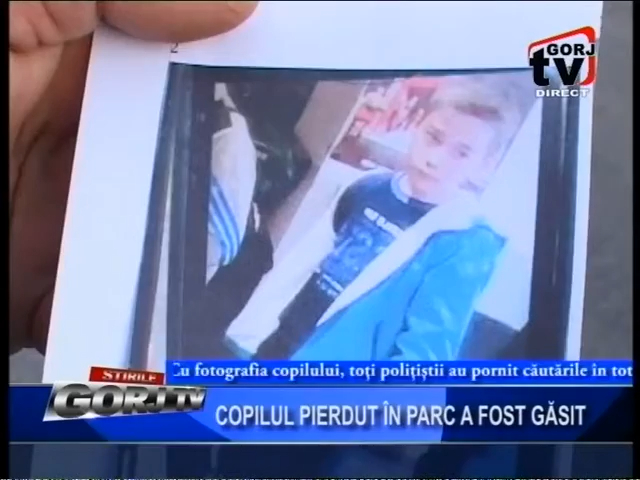 2
GORJ
tv
DIRECT
Cu fotografia copilului, toți polițiștii au pornit căutările în tot
ȘTIRILE
GORJ TV
COPILUL PIERDUT ÎN PARC A FOST GĂSIT